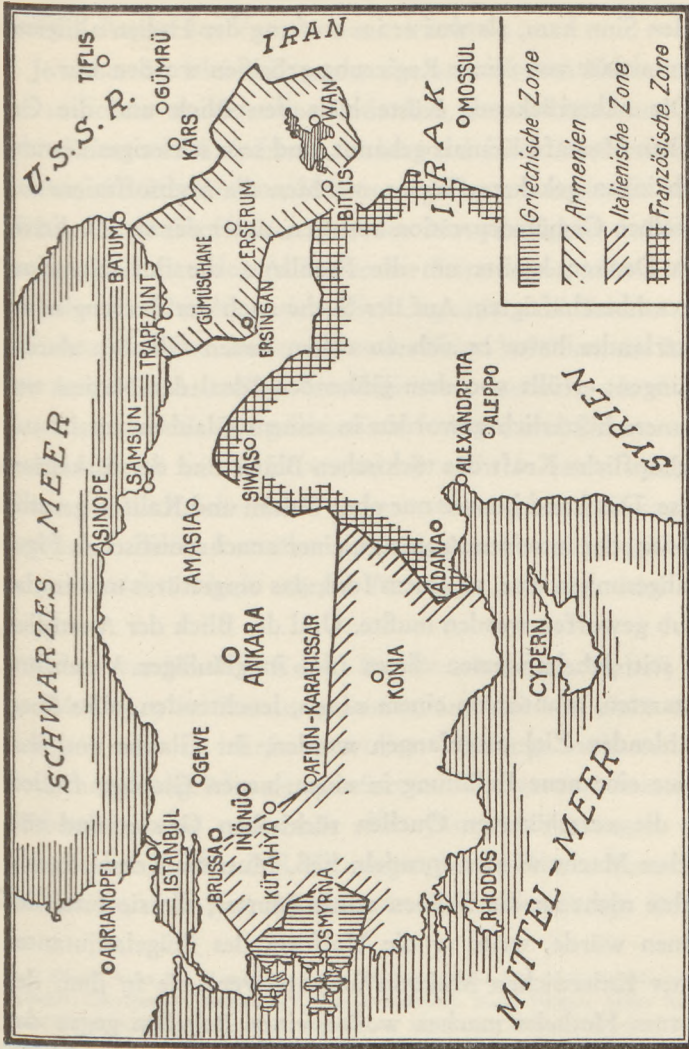 SCHWARZES MEER
U.S.S.R.
TIFLIS
GÜMRÜ
KARS
BATUM
IRAN
ADRIANOPEL
ISTANBUL
SINOPE
SAMSUN
TRAPEZUNT
GÜMÜSCHANE
ERSERUM
WAN
BITLIS
ERSINGAN
AMASIA
SIWAS
GEWE
ANKARA
BRUSSA
INÖNÜ
KÜTAHYA
AFION-KARAHISSAR
SMYRNA
KONIA
ADANA
ALEXANDRETTA
ALEPPO
IRAK
MOSSUL
RHODOS
CYPERN
SYRIEN
MITTEL-MEER
Griechische Zone
Armenien
Italienische Zone
Französische Zone